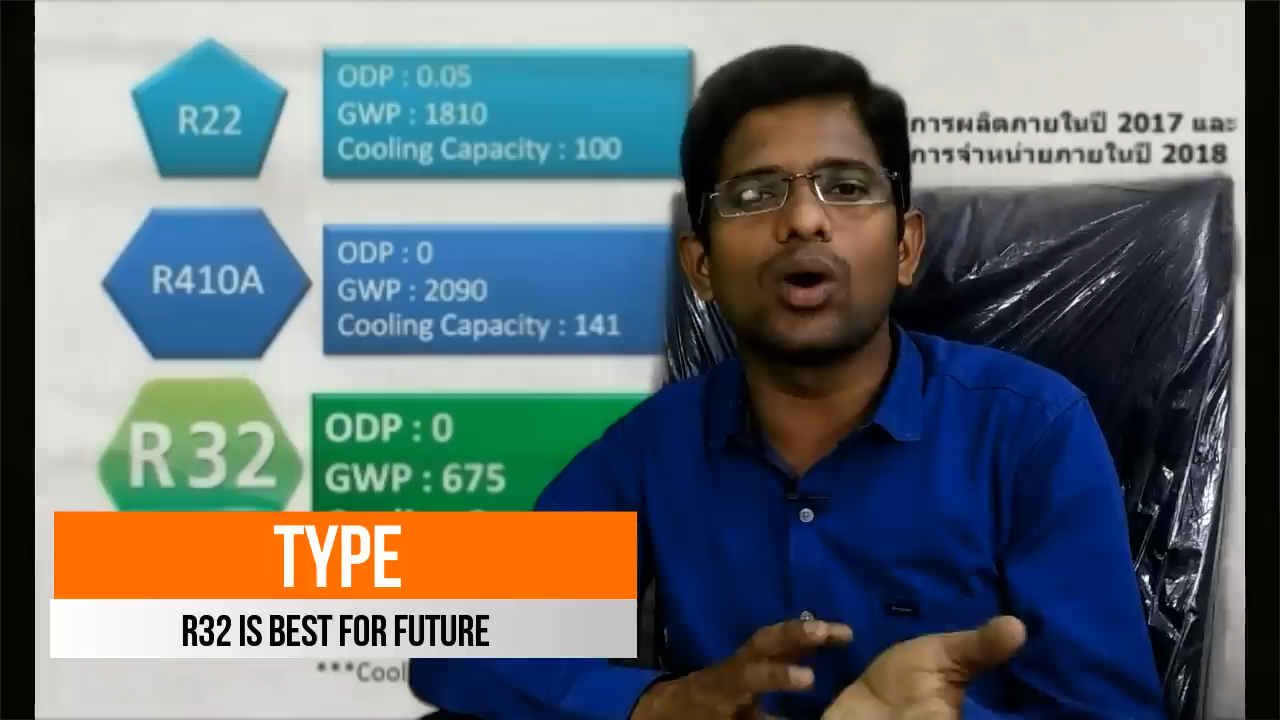 R22
ODP : 0.05
GWP : 1810
Cooling Capacity : 100
การผลิตภายในปี 2017 และ
การจำหน่ายภายในปี 2018
R410A
ODP : 0
GWP : 2090
Cooling Capacity : 141
R32
ODP : 0
GWP : 675
TYPE
R32 IS BEST FOR FUTURE
***Cool